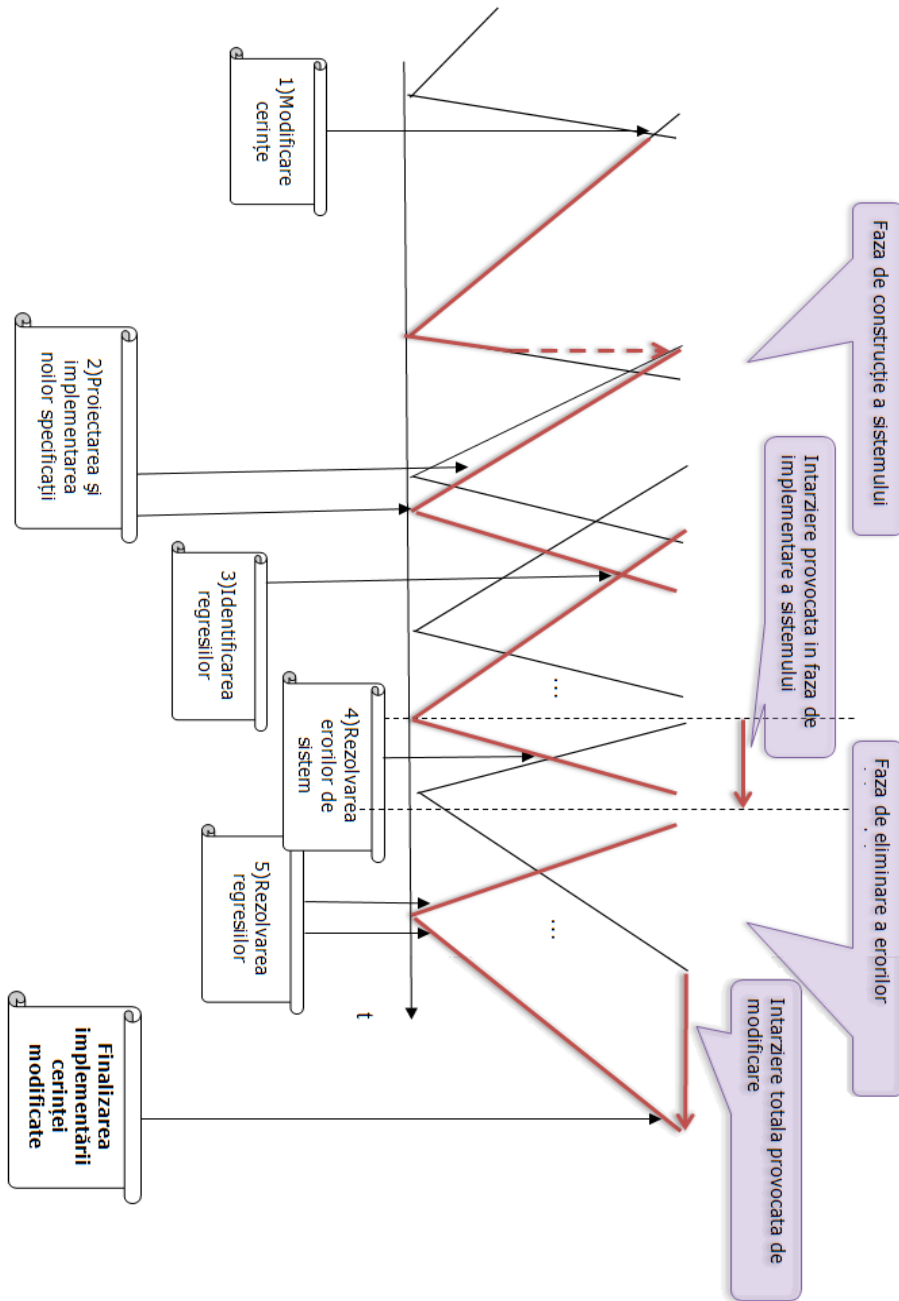 Faza de construcție a sistemului
Faza de eliminare a erorilor
Intarziere provocata in faza de
implementare a sistemului
Intarziere totala provocata de
modificare
...
...
t
1)Modificare
cerințe
2)Proiectarea și
implementarea
noilor specificații
3)Identificarea
regresiilor
4)Rezolvarea
erorilor de
sistem
5)Rezolvarea
regresiilor
Finalizarea
implementării
cerinței
modificate